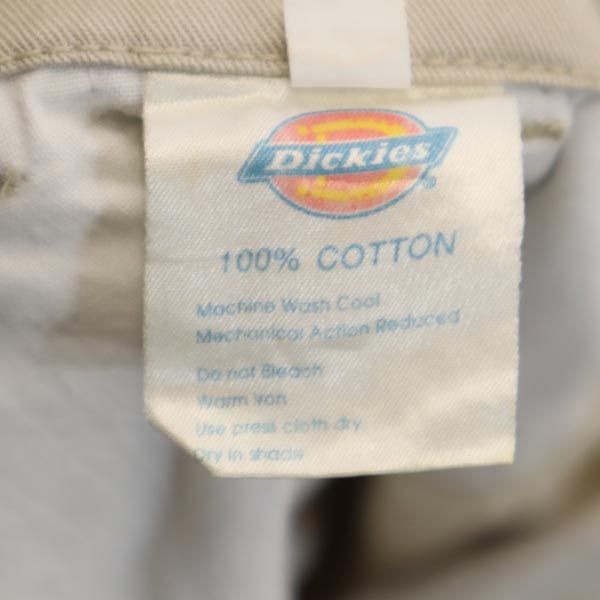 Dickies
100% COTTON
Machine Wash Cool
Mechanical Action Reduced
Do not Bleach
Warm Iron
Use press cloth dry
Dry in shade